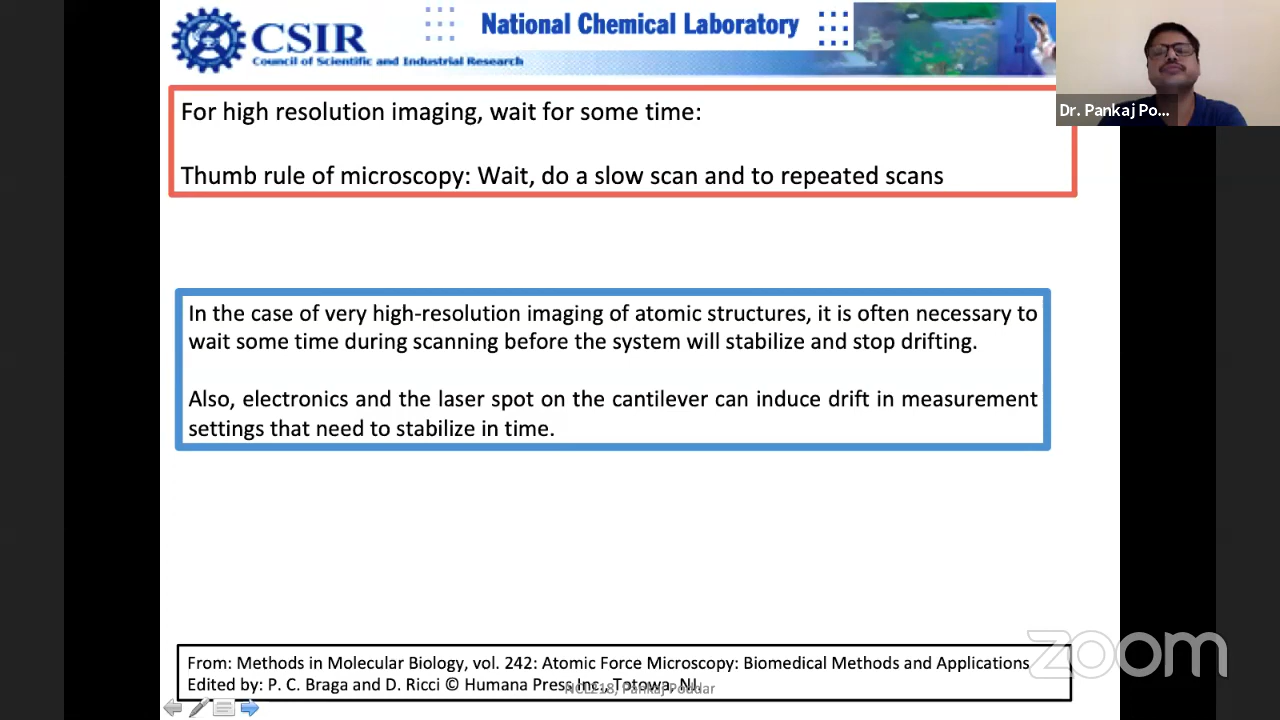 CSIR
Council of Scientific and Industrial Research
National Chemical Laboratory
Dr. Pankaj Po...
For high resolution imaging, wait for some time:
Thumb rule of microscopy: Wait, do a slow scan and to repeated scans
In the case of very high-resolution imaging of atomic structures, it is often necessary to
wait some time during scanning before the system will stabilize and stop drifting.
Also, electronics and the laser spot on the cantilever can induce drift in measurement
settings that need to stabilize in time.
zoom
From: Methods in Molecular Biology, vol. 242: Atomic Force Microscopy: Biomedical Methods and Applications
Edited by: P. C. Braga and D. Ricci © Humana Press Inc., Totowa, NJ.
Pankaj Poddar